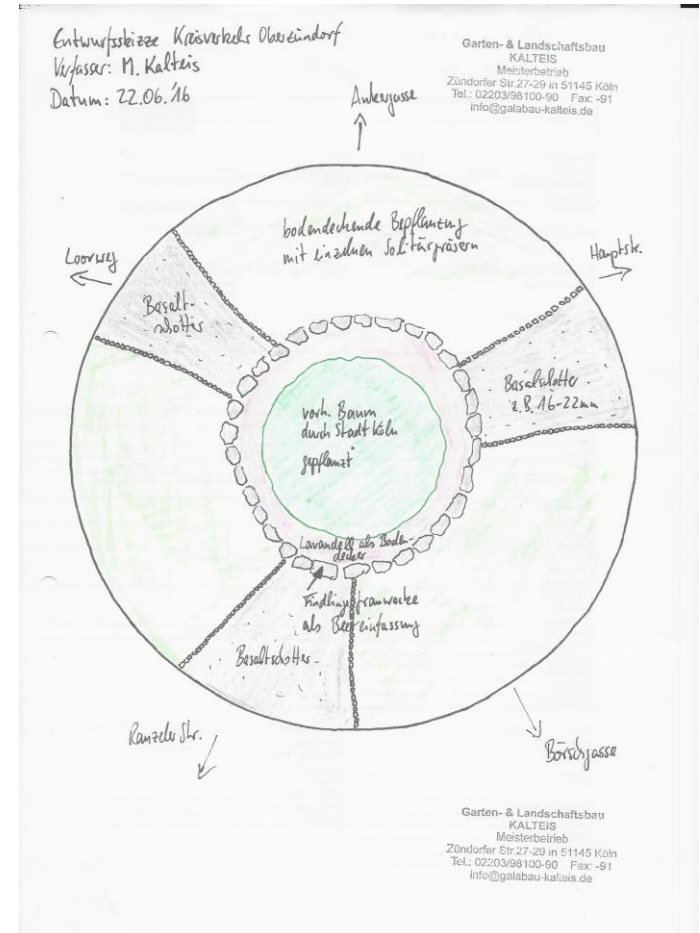 Entwurfsskizze Kreisverkehr Oberzündorf
Verfasser: M. Kalteis
Datum: 22.06.'16
Garten- & Landschaftsbau
KALTEIS
Meisterbetrieb
Zündorfer Str.27-29 in 51145 Köln
Tel.: 02203/98100-90 Fax: -91
info@galabau-kalteis.de
Ankergasse
Loorweg
Hauptstr.
bodendeckende Bepflanzung
mit einzelnen Solitärgräsern
Basalt-
schotter
Basaltschotter
z.B. 16-22mm
vorh. Baum
durch Stadt Köln
gepflanzt
Lavandell als Boden-
decker
Findlinge
als Beeteinfassung
Basaltschotter
Ranzeler Str.
Börschgasse
Garten- & Landschaftsbau
KALTEIS
Meisterbetrieb
Zündorfer Str.27-29 in 51145 Köln
Tel.: 02203/98100-90 Fax: -91
info@galabau-kalteis.de